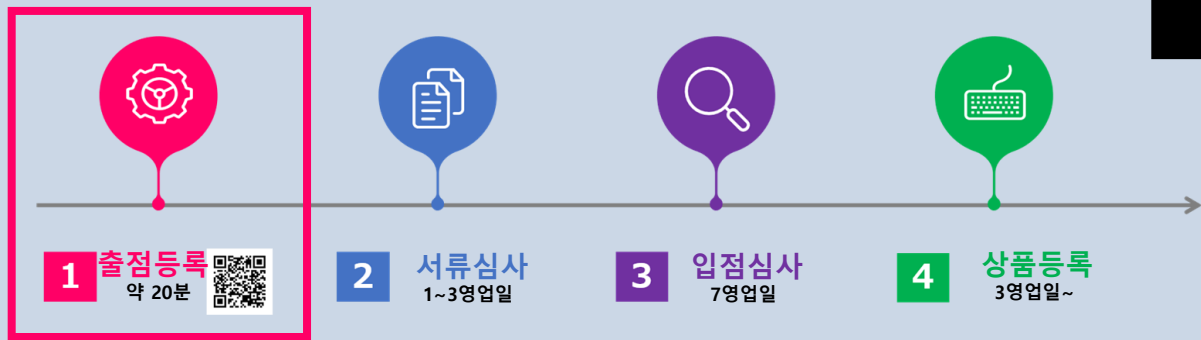 1 출점등록
약 20분
2 서류심사
1~3영업일
3 입점심사
7영업일
4 상품등록
3영업일~